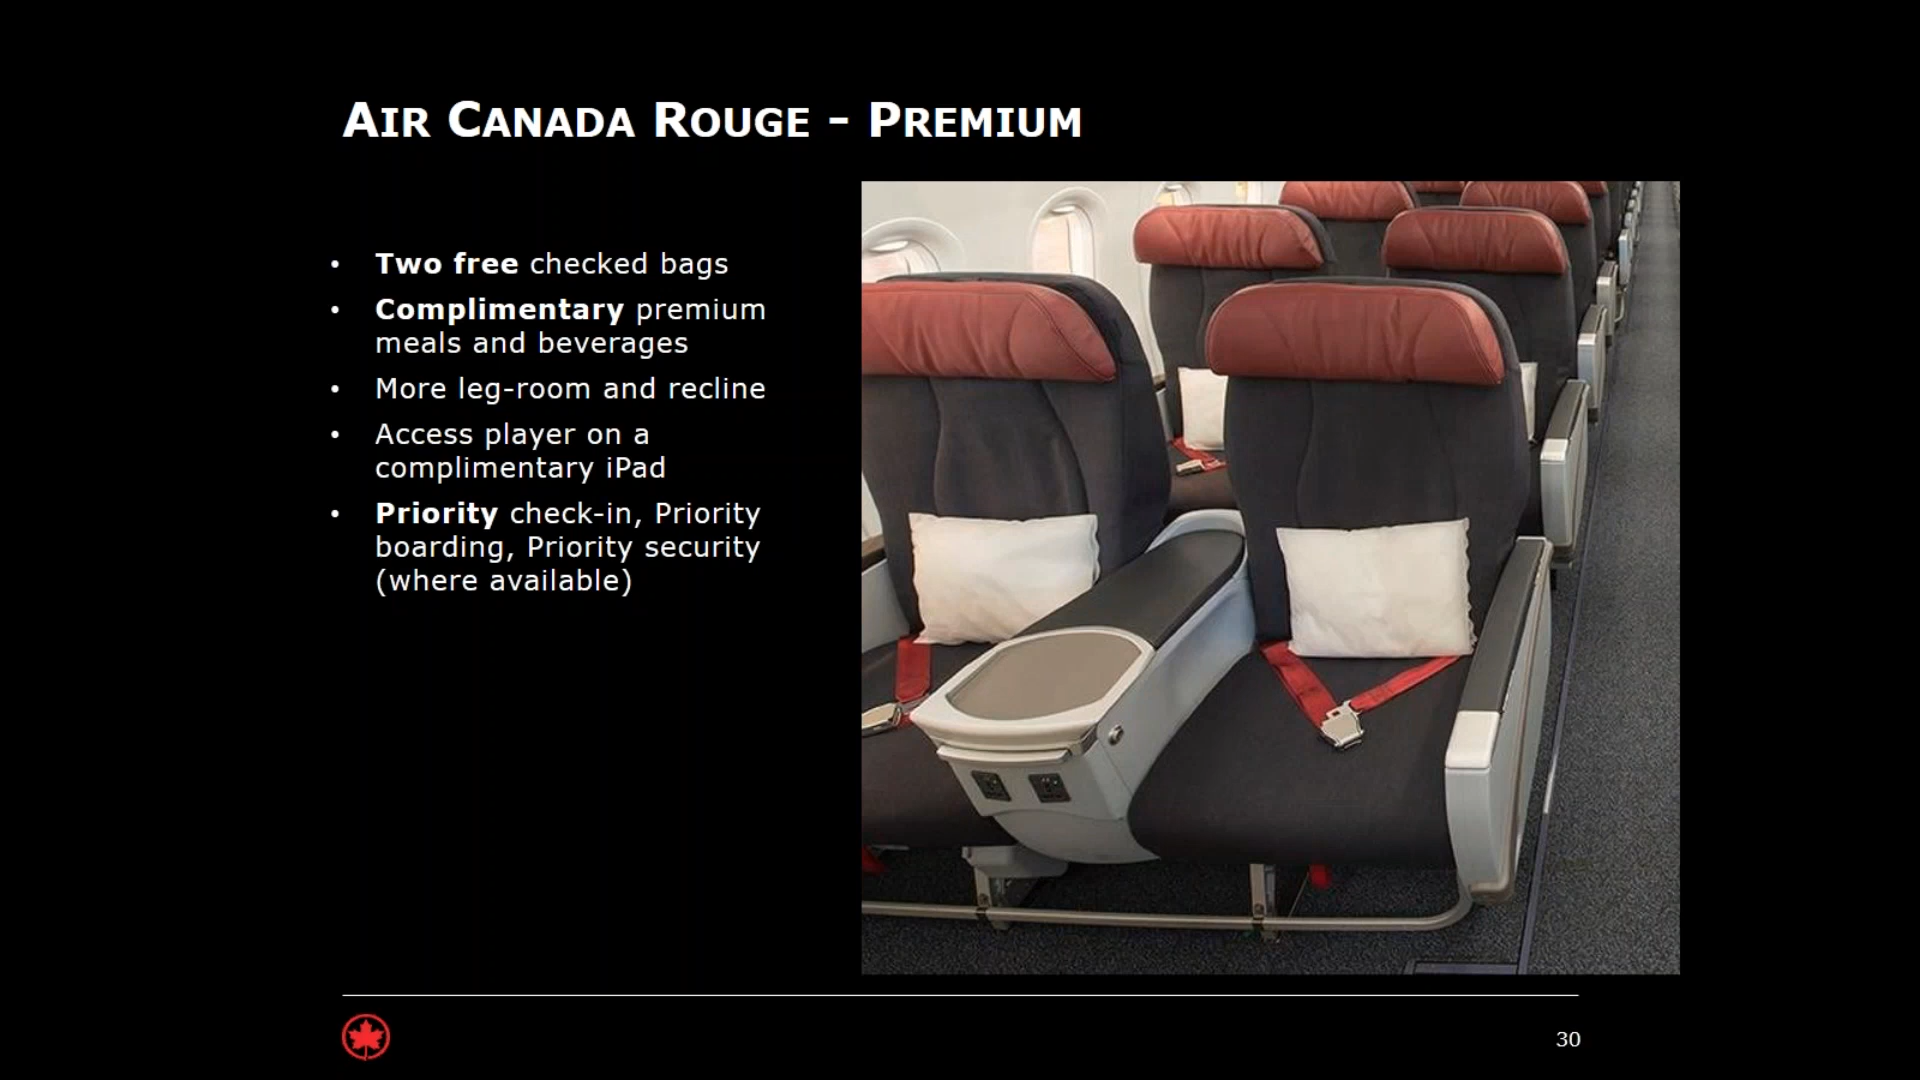 AIR CANADA ROUGE - PREMIUM
• Two free checked bags
• Complimentary premium
meals and beverages
• More leg-room and recline
• Access player on a
complimentary iPad
• Priority check-in, Priority
boarding, Priority security
(where available)
30